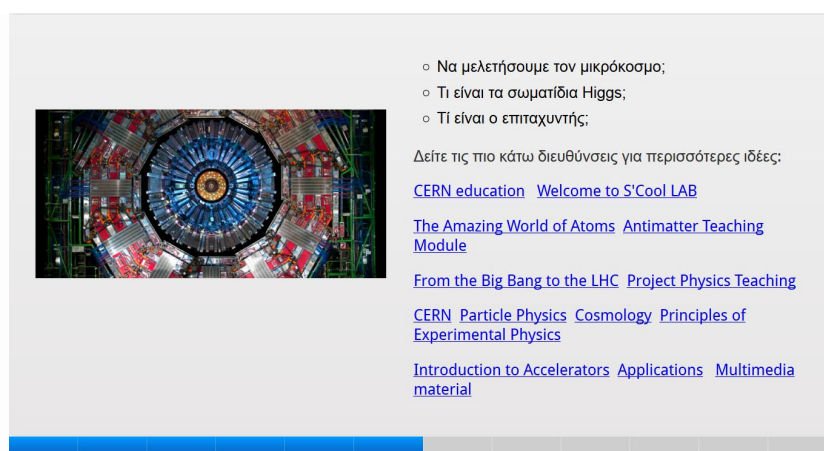 Να μελετήσουμε τον μικρόκοσμο;
Τι είναι τα σωματίδια Higgs;
Τί είναι ο επιταχυντής;
Δείτε τις πιο κάτω διευθύνσεις για περισσότερες ιδέες:
CERN education Welcome to S'Cool LAB
The Amazing World of Atoms Antimatter Teaching
Module
From the Big Bang to the LHC Project Physics Teaching
CERN Particle Physics Cosmology Principles of
Experimental Physics
Introduction to Accelerators Applications Multimedia
material